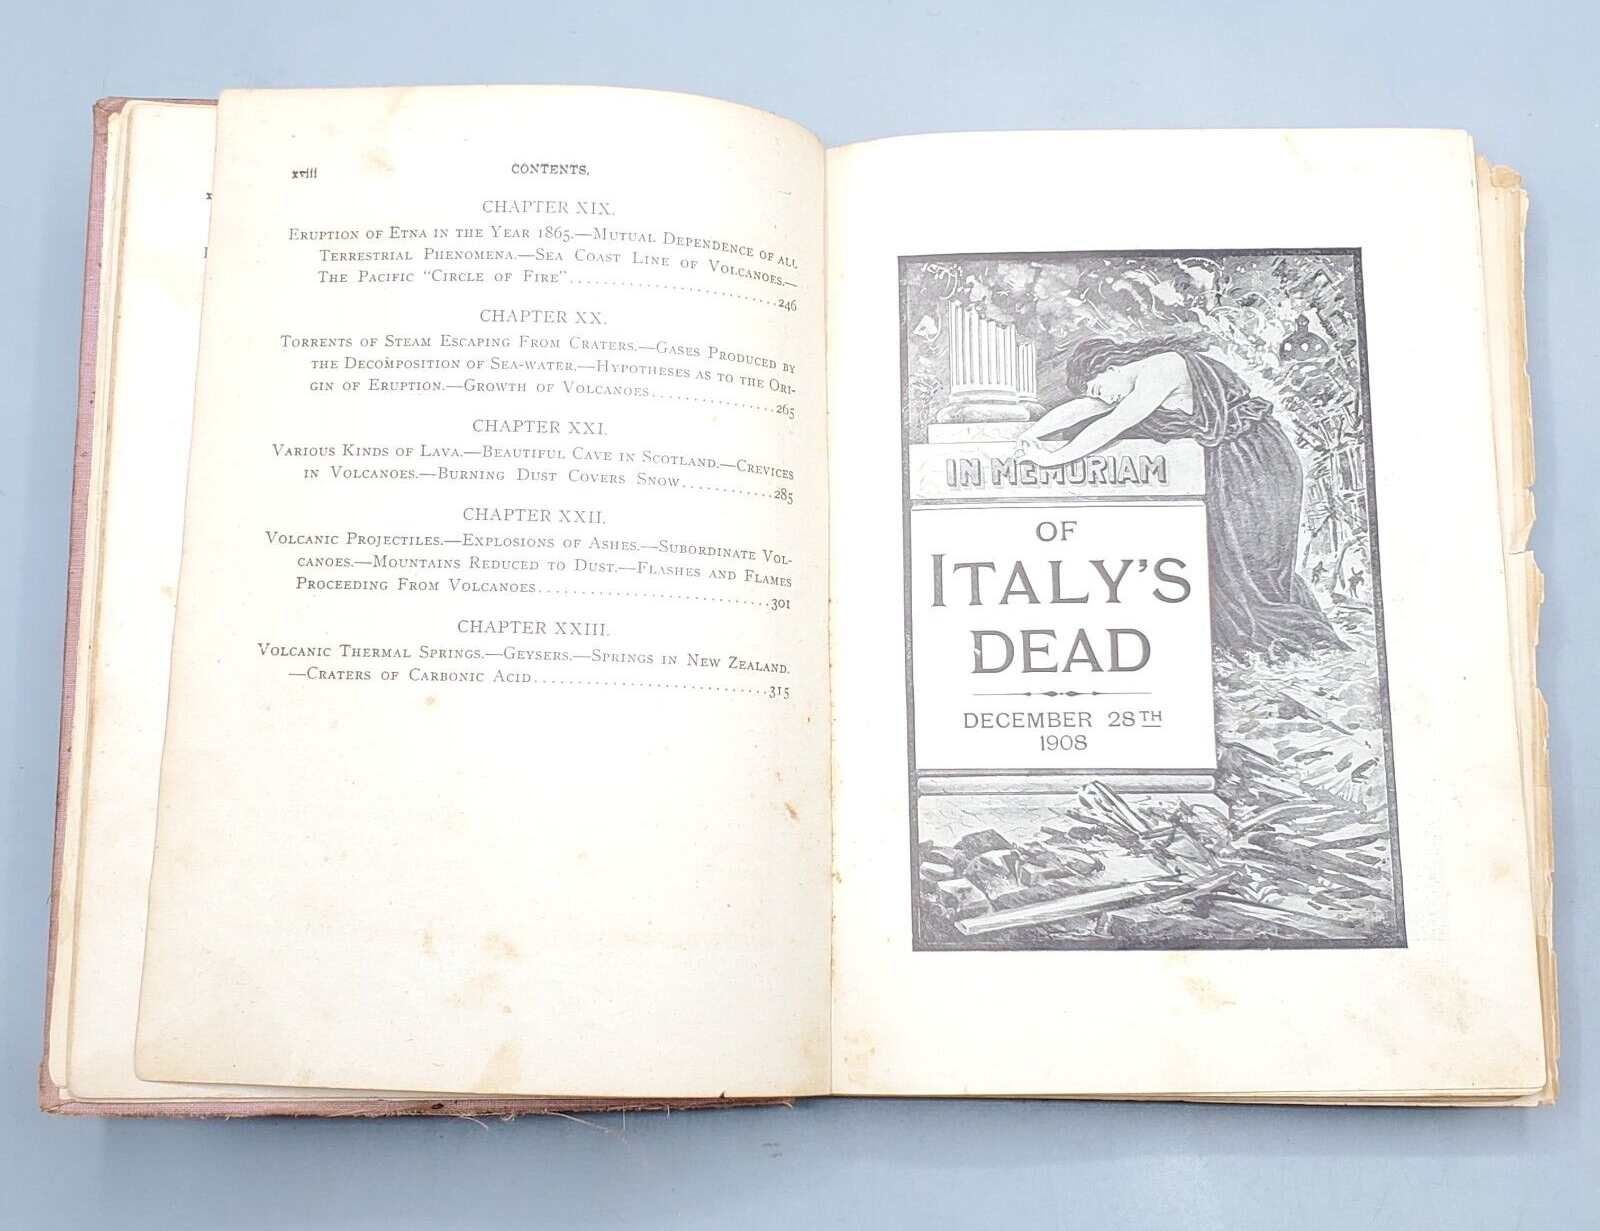 xviii CONTENTS.
CHAPTER XIX.
Eruption of Etna in the Year 1865.—Mutual Dependence of all
Terrestrial Phenomena.—Sea Coast Line of Volcanoes.—
The Pacific “Circle of Fire”..........................246
CHAPTER XX.
Torrents of Steam Escaping From Craters.—Gases Produced by
the Decomposition of Sea-water.—Hypotheses as to the Ori-
gin of Eruption.—Growth of Volcanoes................265
CHAPTER XXI.
Various Kinds of Lava.—Beautiful Cave in Scotland.—Crevices
in Volcanoes.—Burning Dust Covers Snow............285
CHAPTER XXII.
Volcanic Projectiles.—Explosions of Ashes.—Subordinate Vol-
canoes.—Mountains Reduced to Dust.—Flashes and Flames
Proceeding From Volcanoes...........................301
CHAPTER XXIII.
Volcanic Thermal Springs.—Geysers.—Springs in New Zealand.
—Craters of Carbonic Acid...........................315
IN MEMORIAM
OF
ITALY'S
DEAD
DECEMBER 28TH
1908